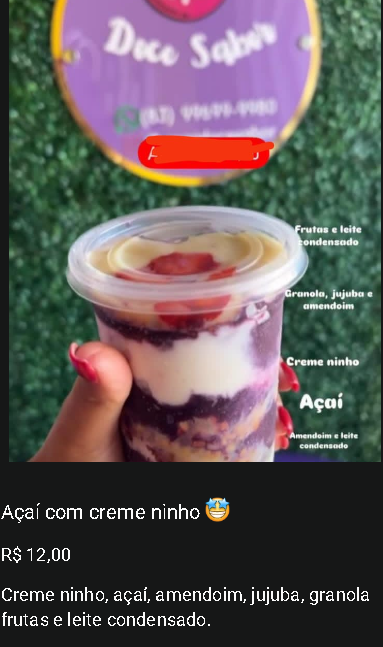 Doce Sabor
Frutas e leite
condensado
Granola, jujuba e
amendoim
Creme ninho
Açaí
Amendoim e leite
condensado
Açaí com creme ninho 🤩
R$ 12,00
Creme ninho, açaí, amendoim, jujuba, granola
frutas e leite condensado.